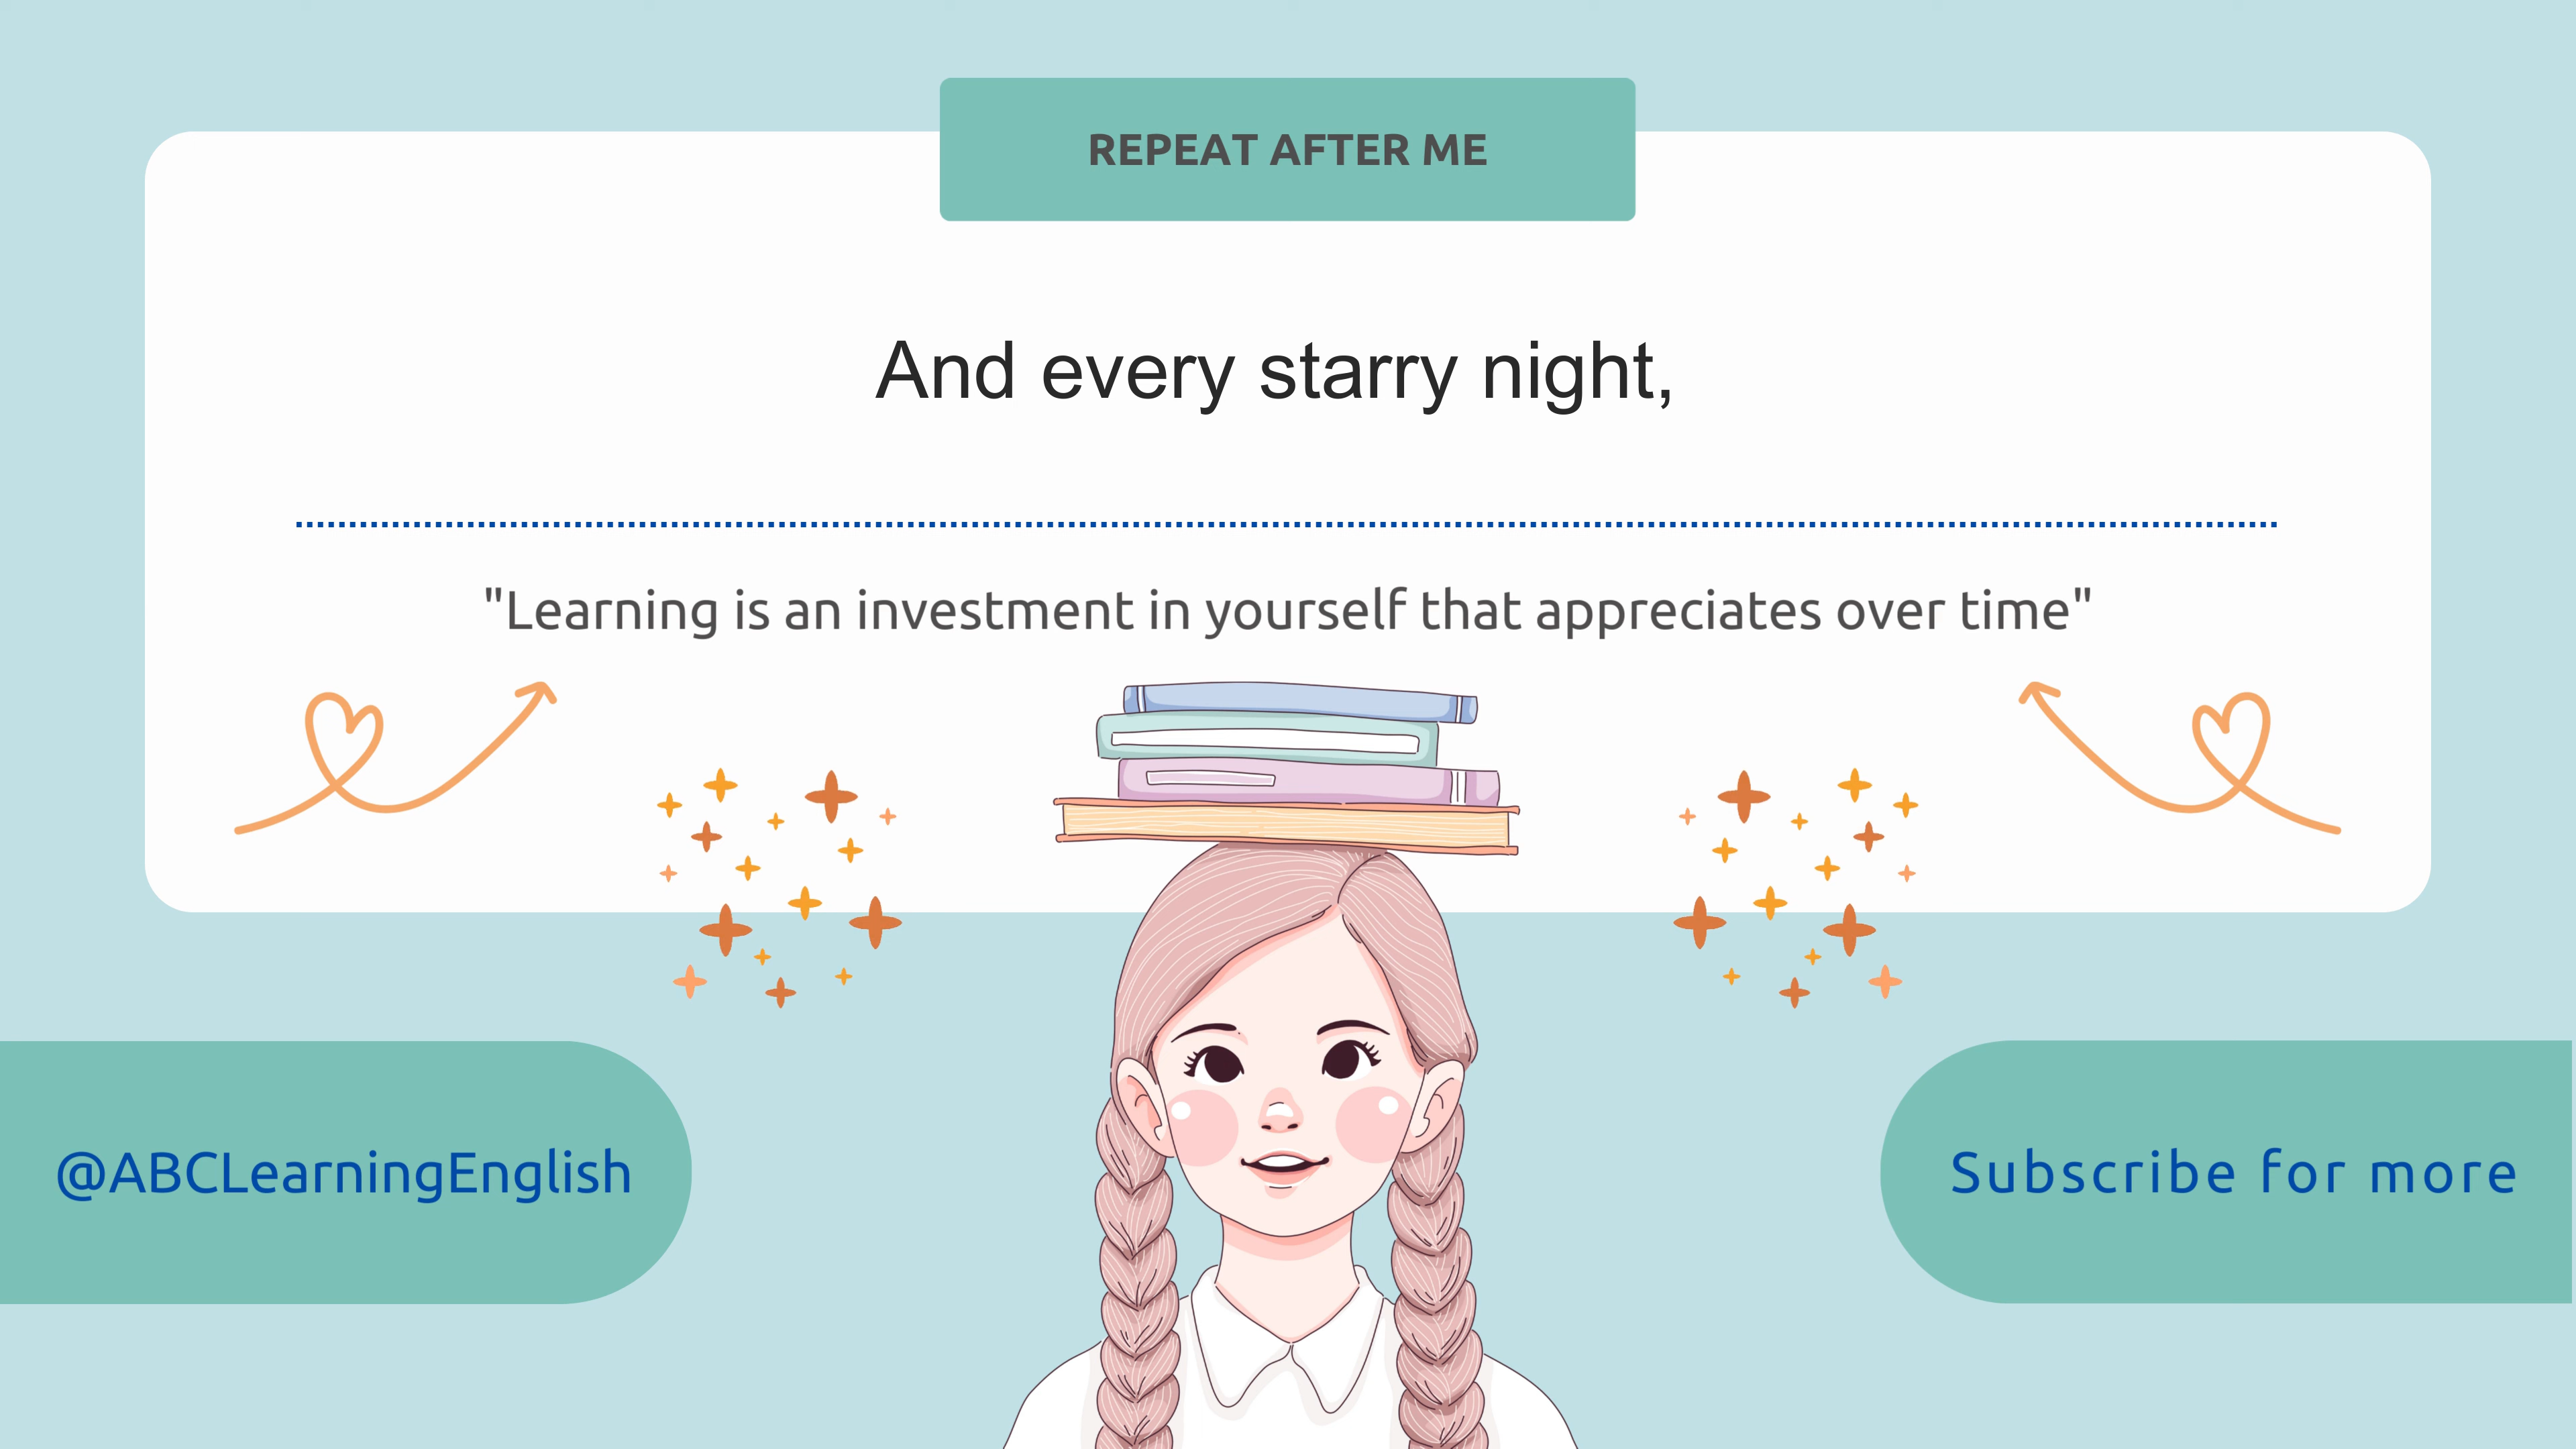 REPEAT AFTER ME
And every starry night,
"Learning is an investment in yourself that appreciates over time"
@ABCLearningEnglish
Subscribe for more